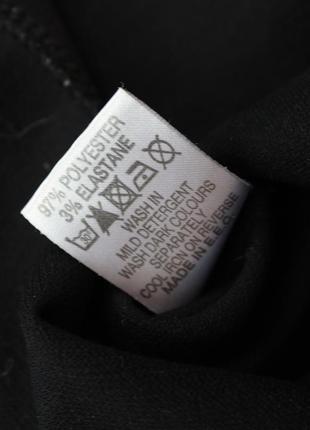 97% POLYESTER
3% ELASTANE
WASH IN
MILD DETERGENT
WASH DARK COLOURS
SEPARATELY
COOL IRON ON REVERSE
MADE IN E.E.C.